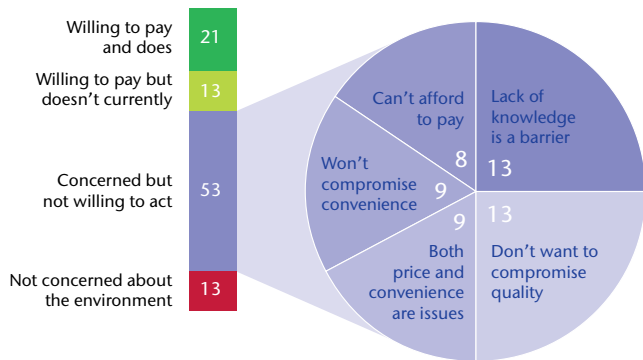 Willing to pay
and does
21
Willing to pay but
doesn't currently
13
Concerned but
not willing to act
53
Not concerned about
the environment
13
Can't afford
to pay
8
Lack of
knowledge
is a barrier
13
Won't
compromise
convenience
9
9
Both
price and
convenience
are issues
13
Don't want to
compromise
quality